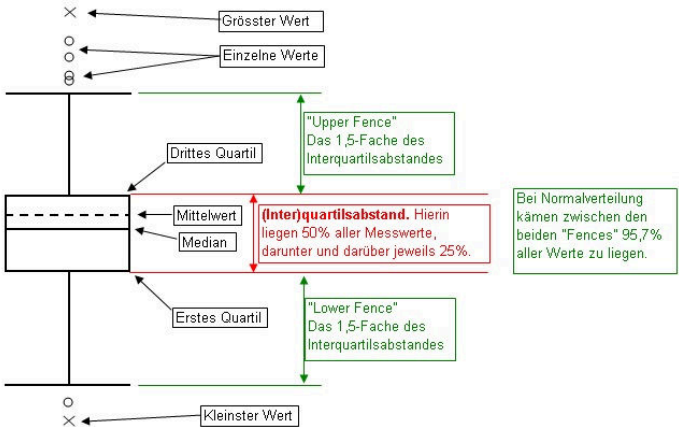 Grösster Wert
Einzelne Werte
"Upper Fence"
Das 1,5-Fache des
Interquartilsabstandes
Drittes Quartil
Mittelwert
Median
(Inter)quartilsabstand. Hierin
liegen 50% aller Messwerte,
darunter und darüber jeweils 25%.
Bei Normalverteilung
kämen zwischen den
beiden "Fences" 95,7%
aller Werte zu liegen.
Erstes Quartil
"Lower Fence"
Das 1,5-Fache des
Interquartilsabstandes
Kleinster Wert